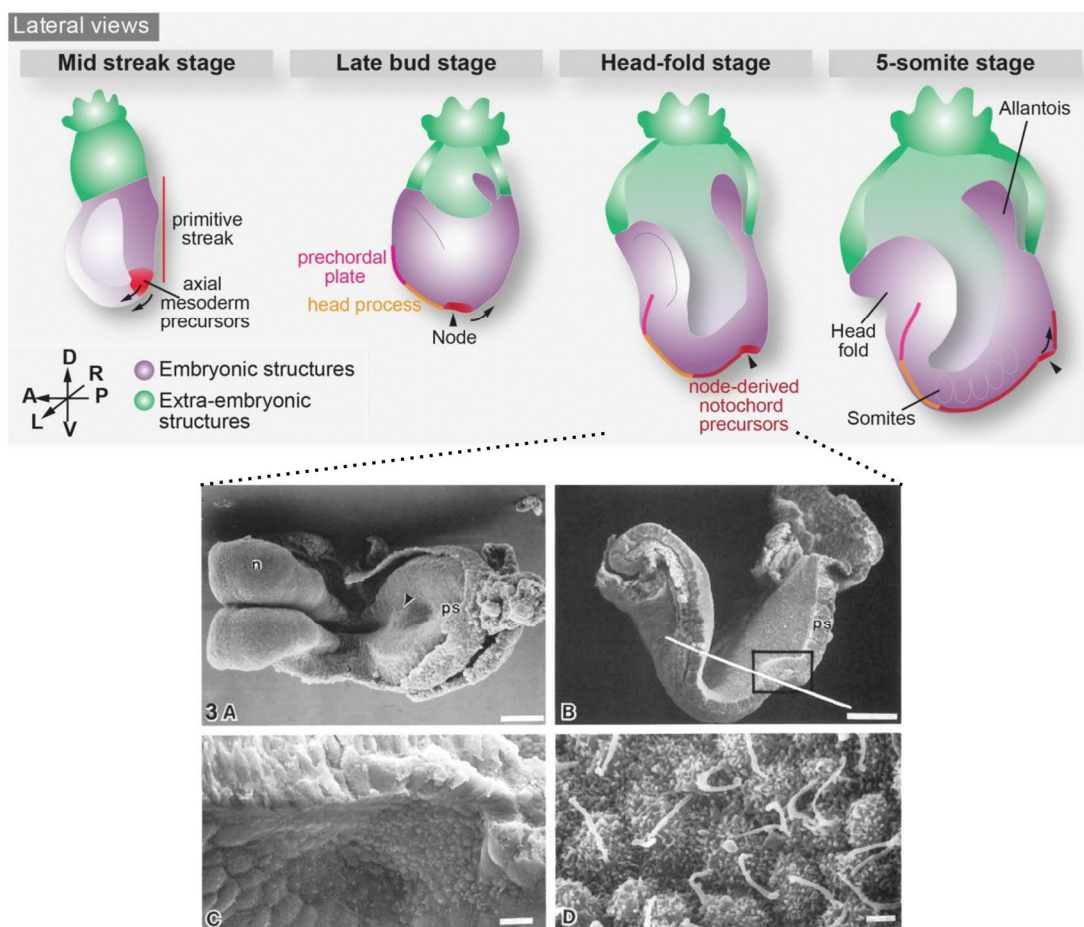 Lateral views
Mid streak stage
Late bud stage
Head-fold stage
5-somite stage
Allantois
primitive
streak
axial
mesoderm
precursors
prechordal
plate
head process
Node
Head
fold
node-derived
notochord
precursors
Somites
D
R
A
P
L
V
Embryonic structures
Extra-embryonic
structures
n
ps
3 A
ps
B
C
D